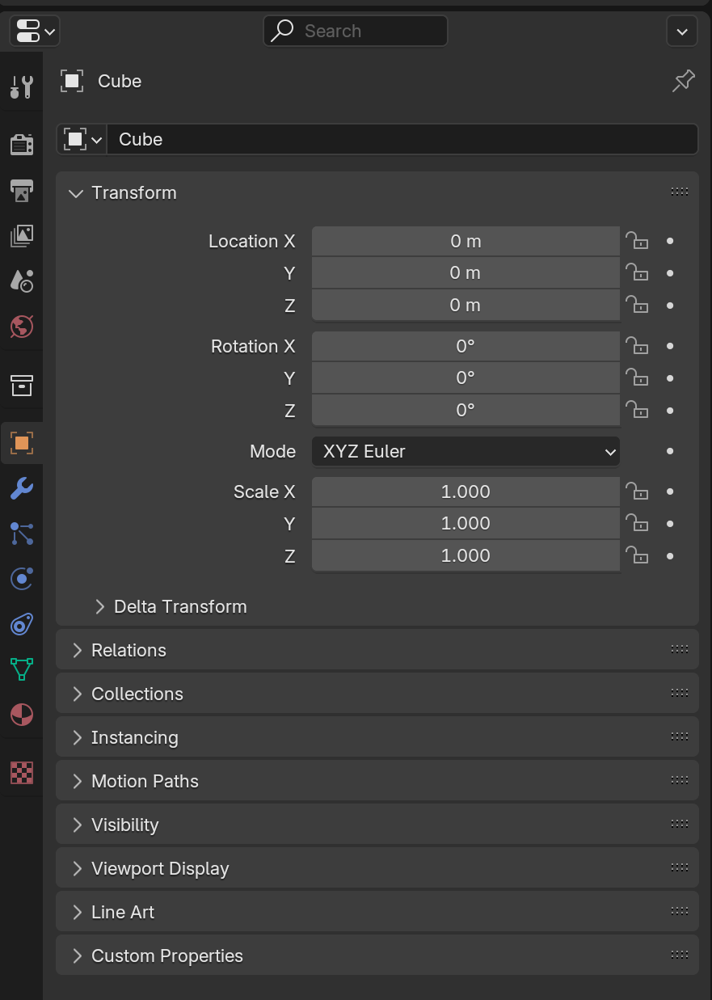 Search
Cube
Cube
Transform
Location X 0 m
Y 0 m
Z 0 m
Rotation X 0°
Y 0°
Z 0°
Mode XYZ Euler
Scale X 1.000
Y 1.000
Z 1.000
Delta Transform
Relations
Collections
Instancing
Motion Paths
Visibility
Viewport Display
Line Art
Custom Properties